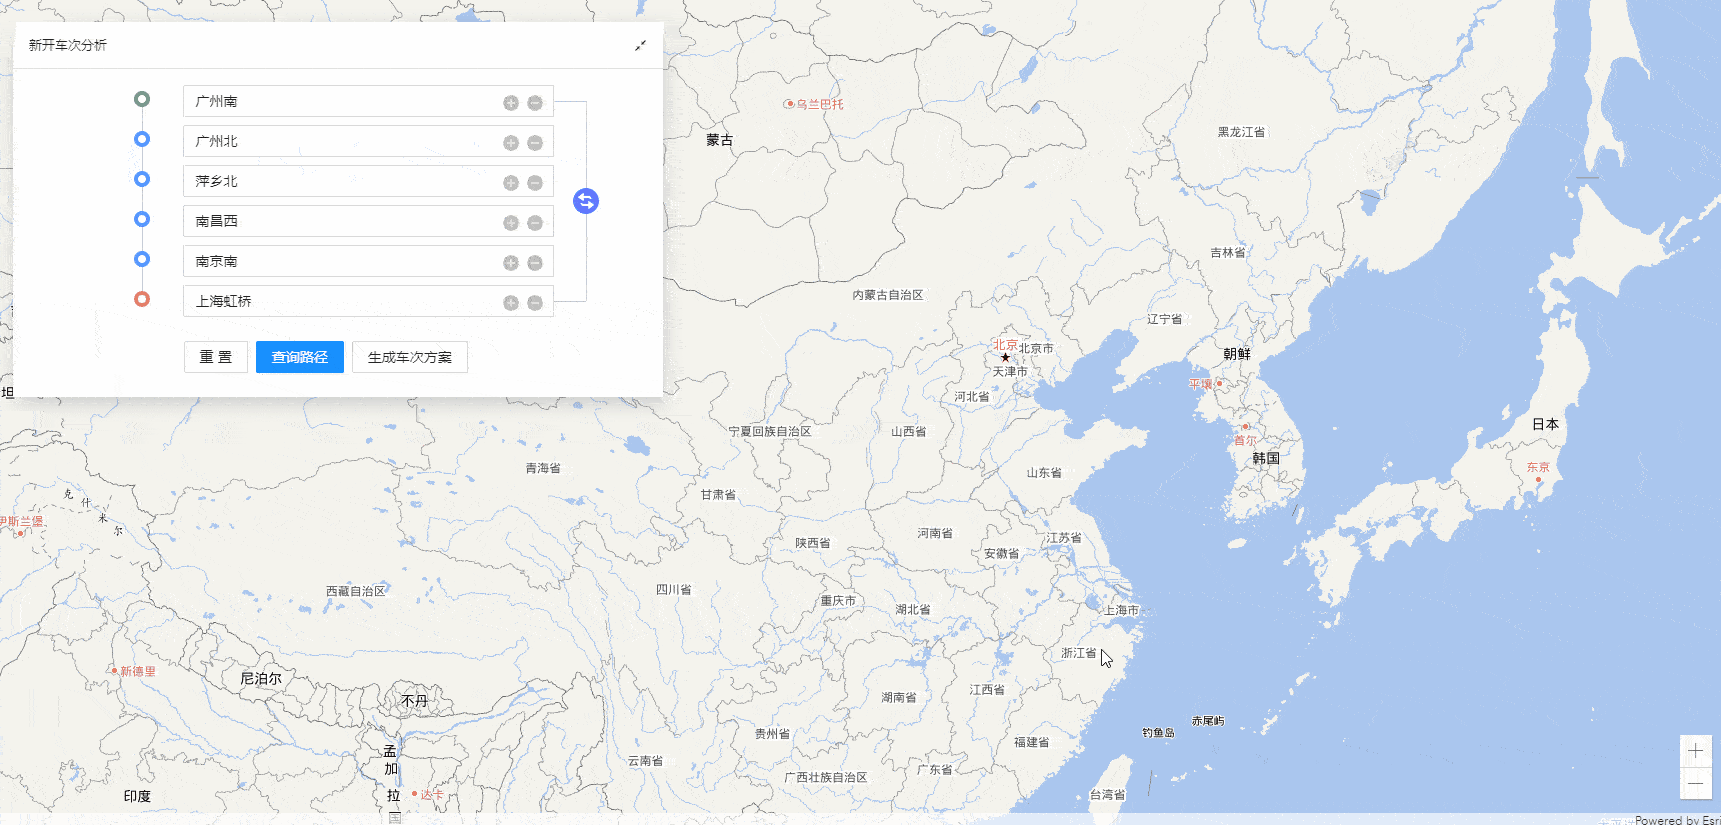 新开车次分析
广州南
广州北
萍乡北
南昌西
南京南
上海虹桥
重 置 查询路径 生成车次方案
乌兰巴托
蒙古
黑龙江省
吉林省
内蒙古自治区
辽宁省
北京 北京市
天津市
朝鲜
平壤
河北省
坦
宁夏回族自治区
山西省
首尔
韩国
日本
东京
青海省
山东省
甘肃省
克什米尔
伊斯兰堡
河南省
江苏省
陕西省
安徽省
西藏自治区
四川省
重庆市
湖北省
上海市
浙江省
新德里
尼泊尔
不丹
湖南省
江西省
赤尾屿
钓鱼岛
贵州省
福建省
孟加拉国
云南省
广西壮族自治区
广东省
印度
达卡
台湾省
Powered by Esri